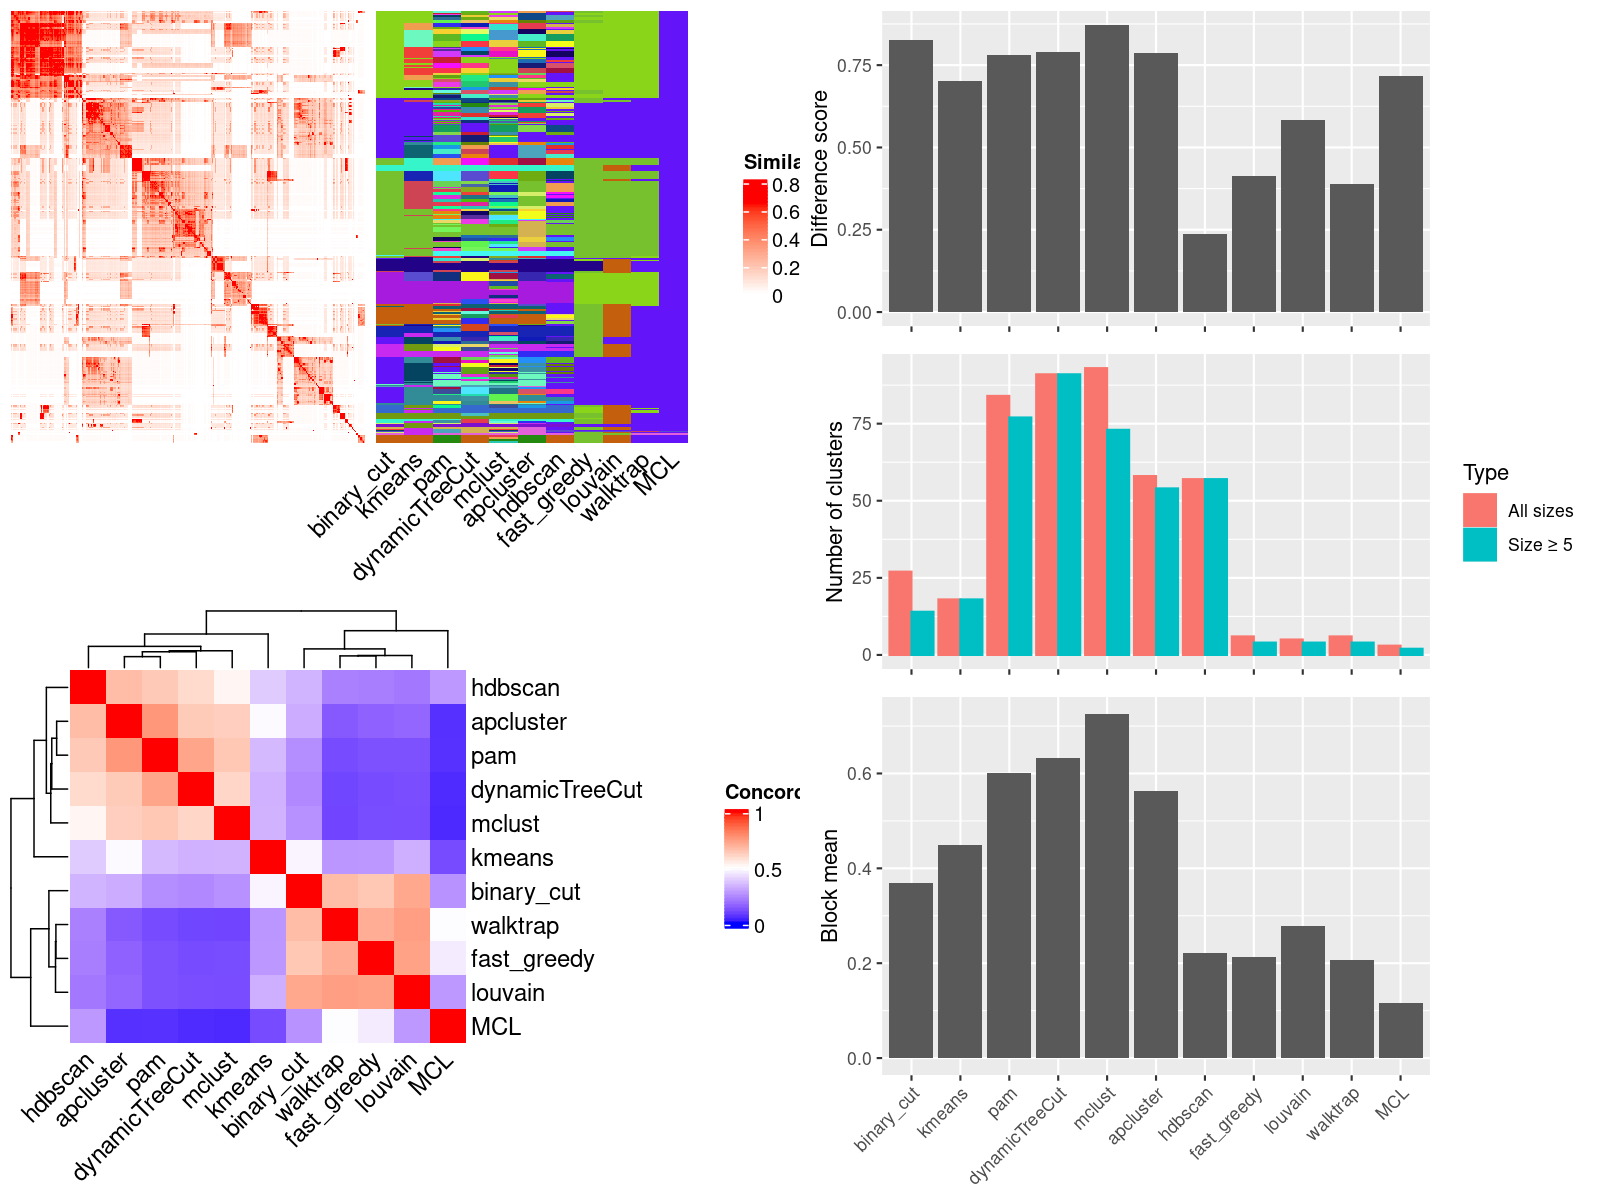 Simila
0.8
0.6
0.4
0.2
0
binary_cut
kmeans
pam
dynamicTreeCut
mclust
apcluster
hdbscan
fast_greedy
louvain
walktrap
MCL
hdbscan
apcluster
pam
dynamicTreeCut
mclust
kmeans
binary_cut
walktrap
fast_greedy
louvain
MCL
hdbscan
apcluster
pam
dynamicTreeCut
mclust
kmeans
binary_cut
walktrap
fast_greedy
louvain
MCL
Concord
1
0.5
0
Difference score
0.75
0.50
0.25
0.00
Number of clusters
75
50
25
0
Type
All sizes
Size ≥ 5
Block mean
0.6
0.4
0.2
0.0
binary_cut
kmeans
pam
dynamicTreeCut
mclust
apcluster
hdbscan
fast_greedy
louvain
walktrap
MCL